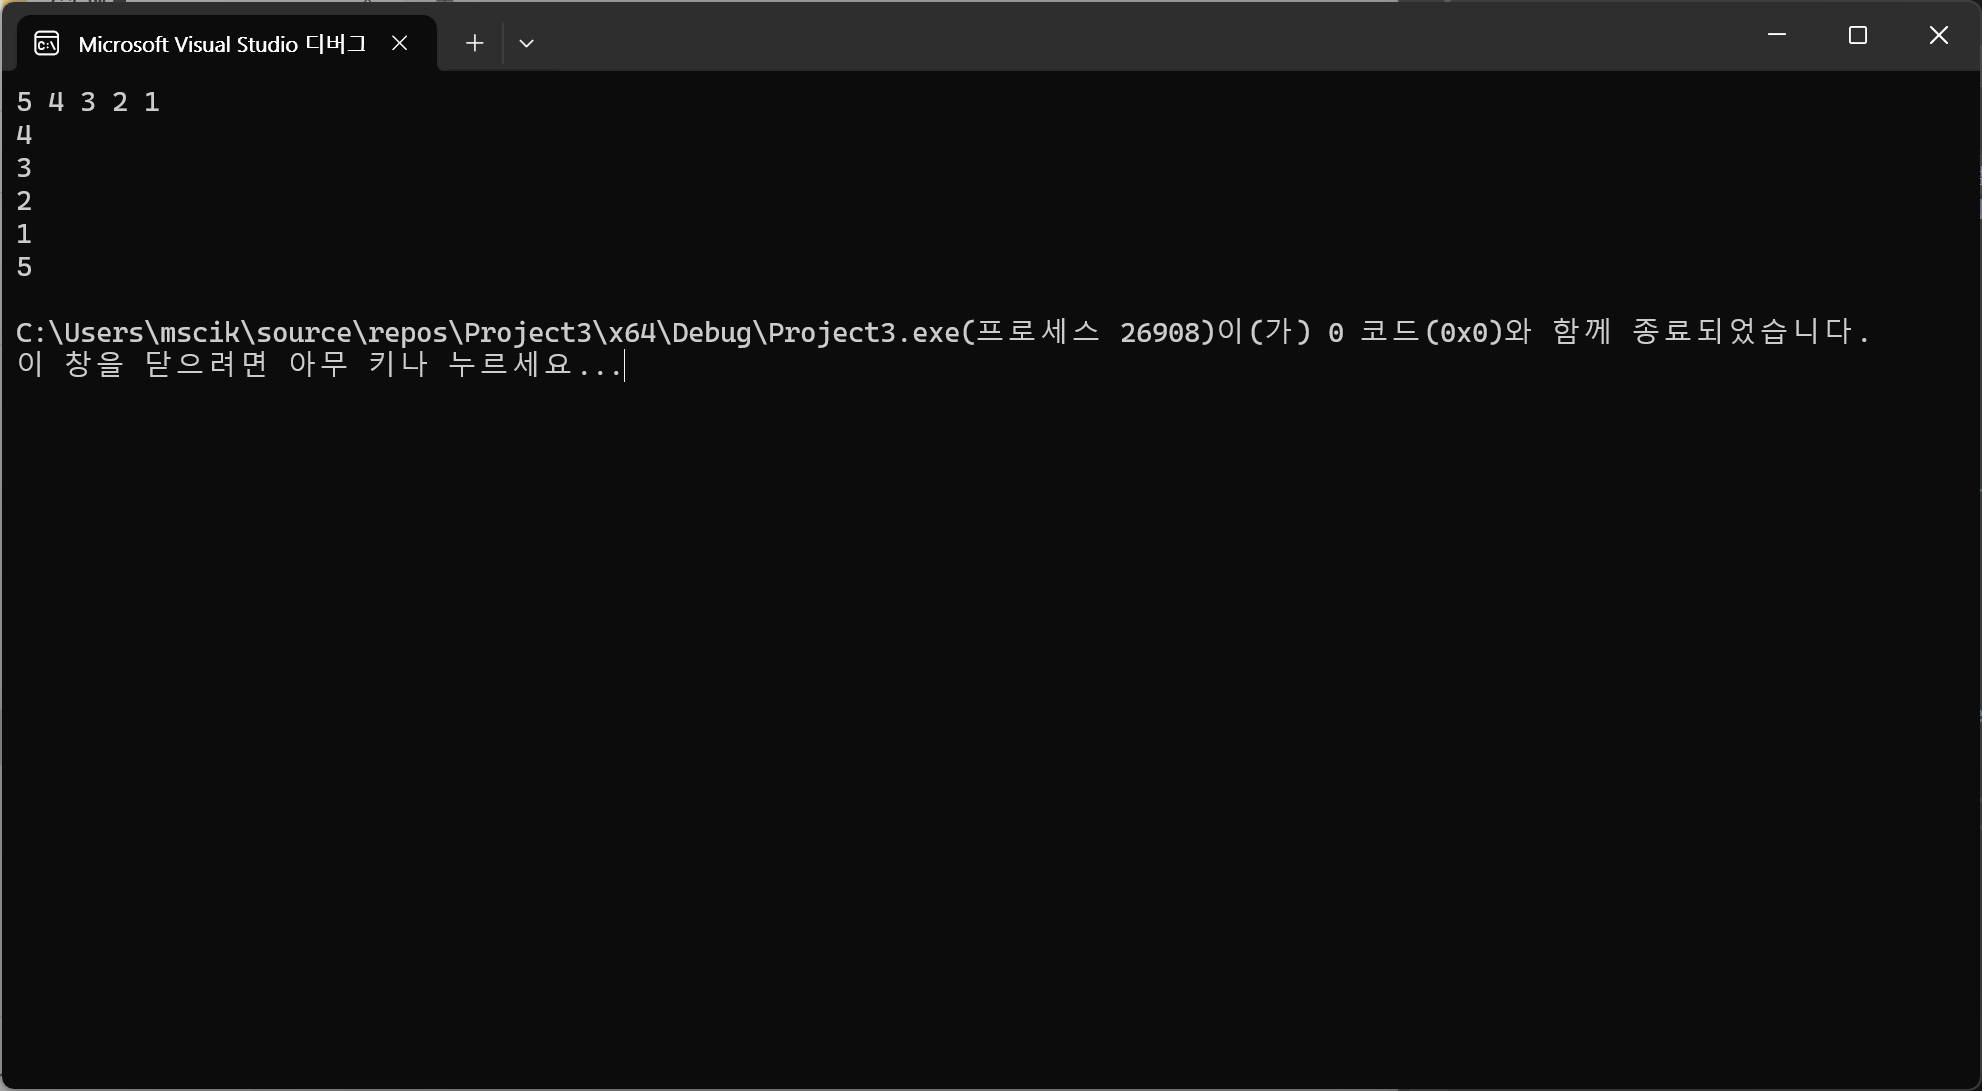 Microsoft Visual Studio 디버그
5 4 3 2 1
4
3
2
1
5
C:\Users\mscik\source\repos\Project3\x64\Debug\Project3.exe(프로세스 26908)이(가) 0 코드(0x0)와 함께 종료되었습니다.
이 창을 닫으려면 아무 키나 누르세요...